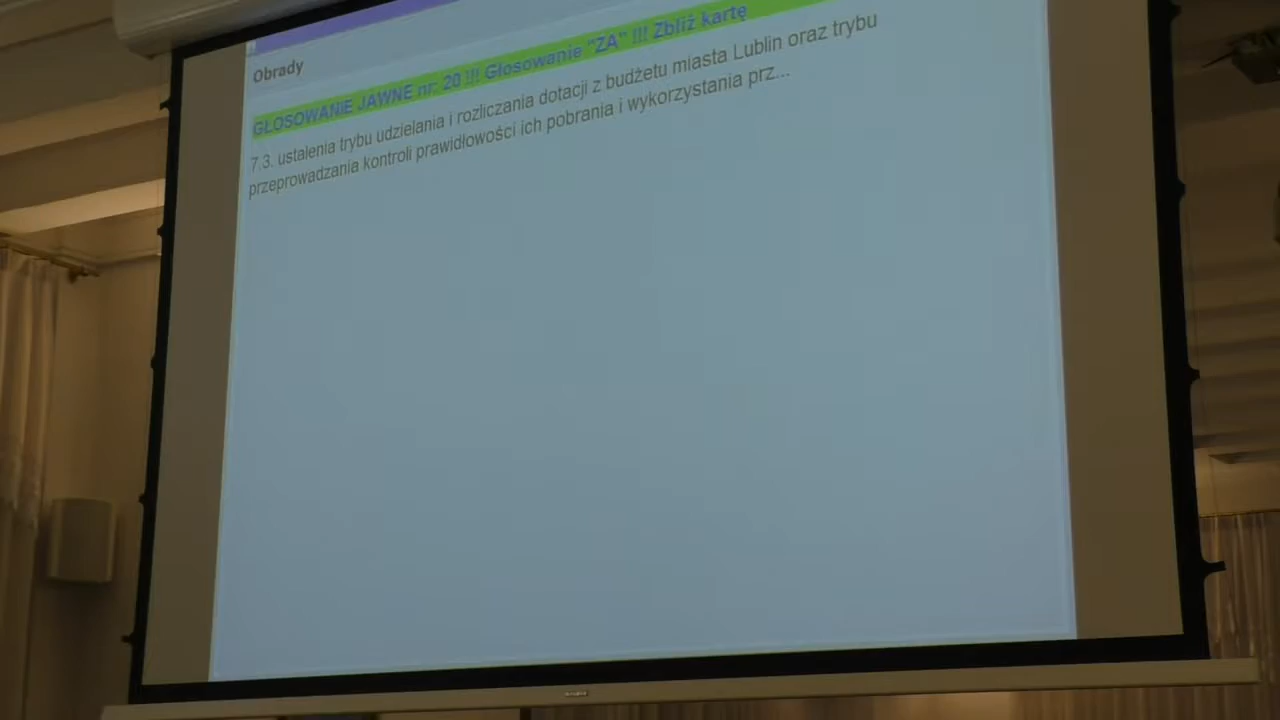 Obrady
GŁOSOWANIE JAWNE nr: 20 !!! Głosowanie "ZA" !!! Zbliż kartę
7.3. ustalenia trybu udzielania i rozliczania dotacji z budżetu miasta Lublin oraz trybu
przeprowadzania kontroli prawidłowości ich pobrania i wykorzystania prz...